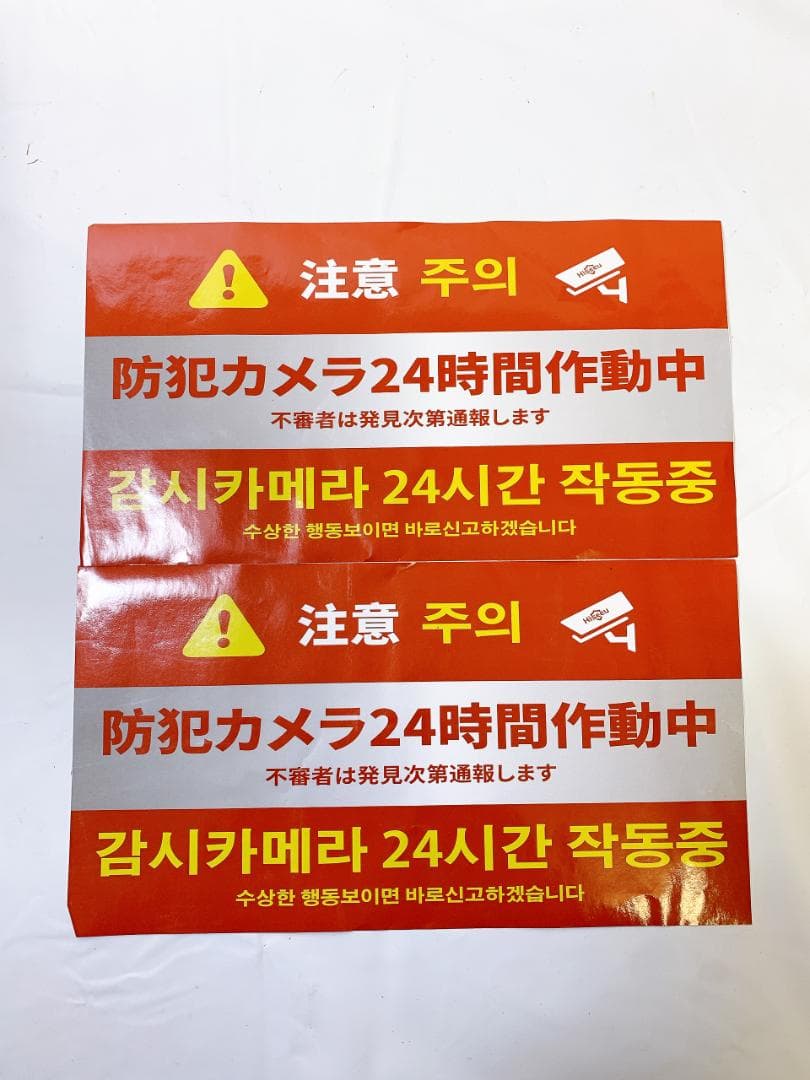 注意 주의 HiSeeu
防犯カメラ24時間作動中
不審者は発見次第通報します
감시카메라 24시간 작동중
수상한 행동보이면 바로신고하겠습니다
注意 주의 HiSeeu
防犯カメラ24時間作動中
不審者は発見次第通報します
감시카메라 24시간 작동중
수상한 행동보이면 바로신고하겠습니다